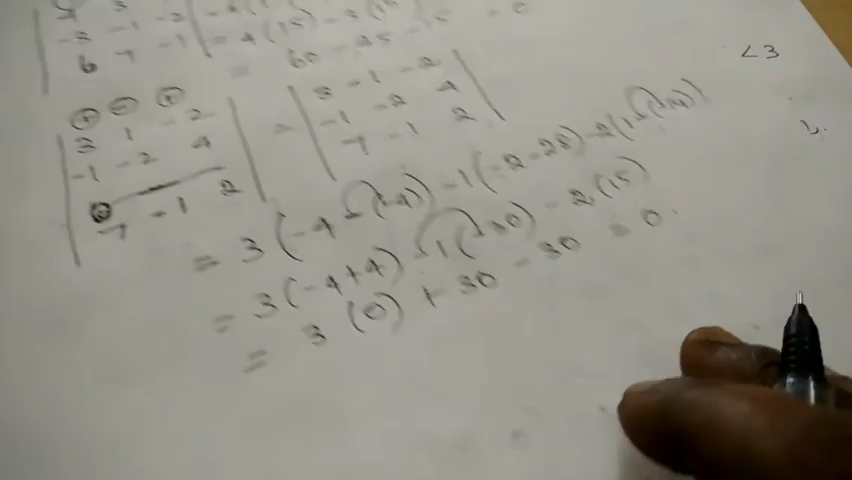 -2 -1 -2 = 4(15) - 3(15)
6 -7 -1 = 60 - 45 - 15 = 0
<3
+ - +
3 1 -2 = 3 -1 -2
-1 -2 4 -1 -2 4
-7 -1 2 -7 -1 2
= 3(-4-(-4)) -1(-2-28) -2(1-(14))
= 3(-4+4) -1(-30) - 2(15)
= 3(0) + 30 - 30 = 0.